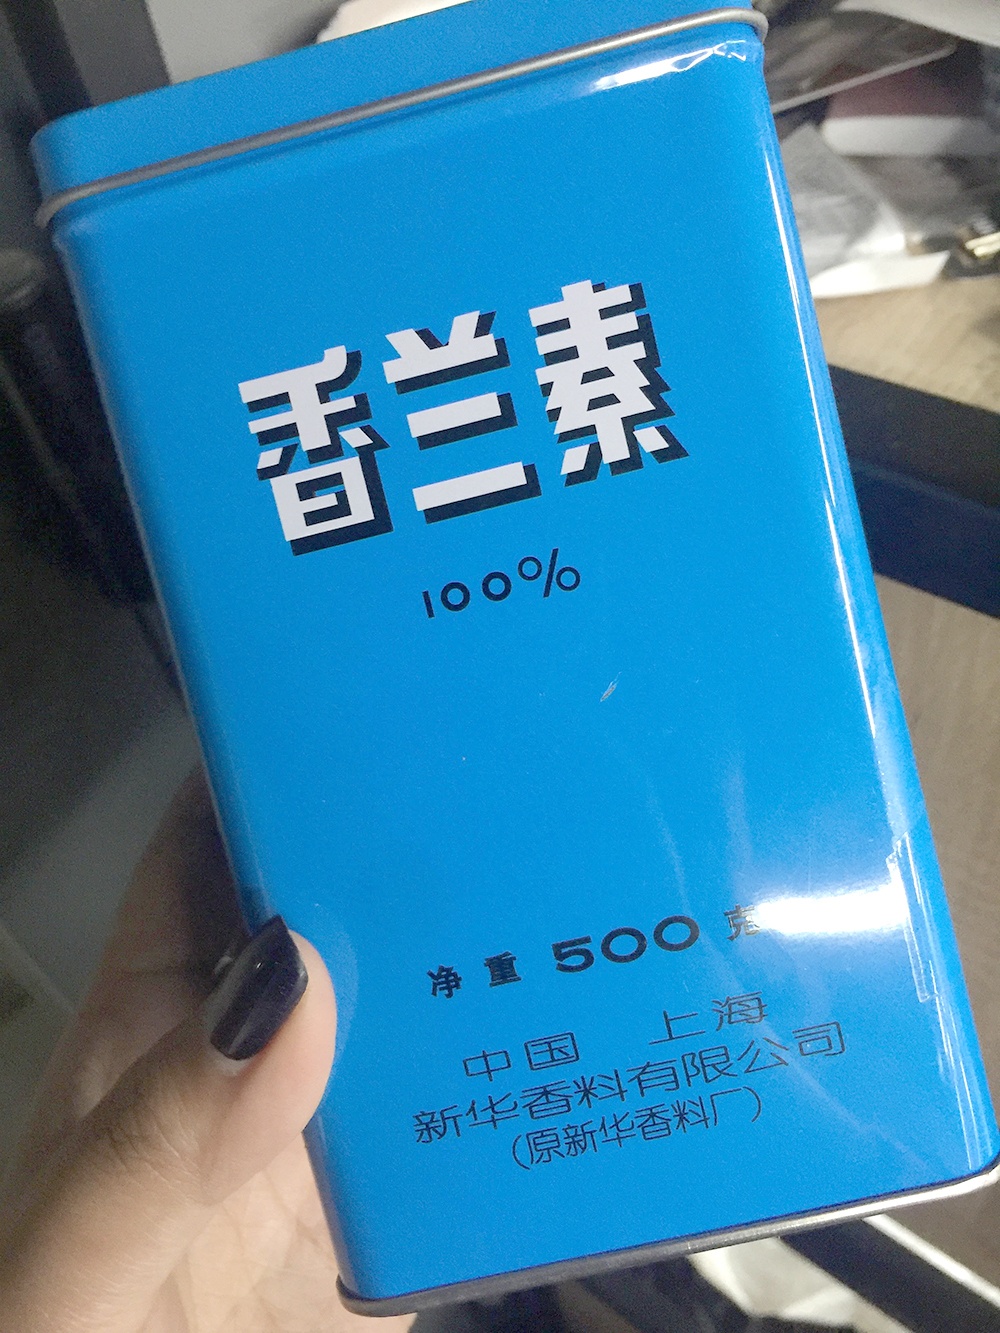 香兰素
100%
净重 500 克
中国 上海
新华香料有限公司
(原新华香料厂)